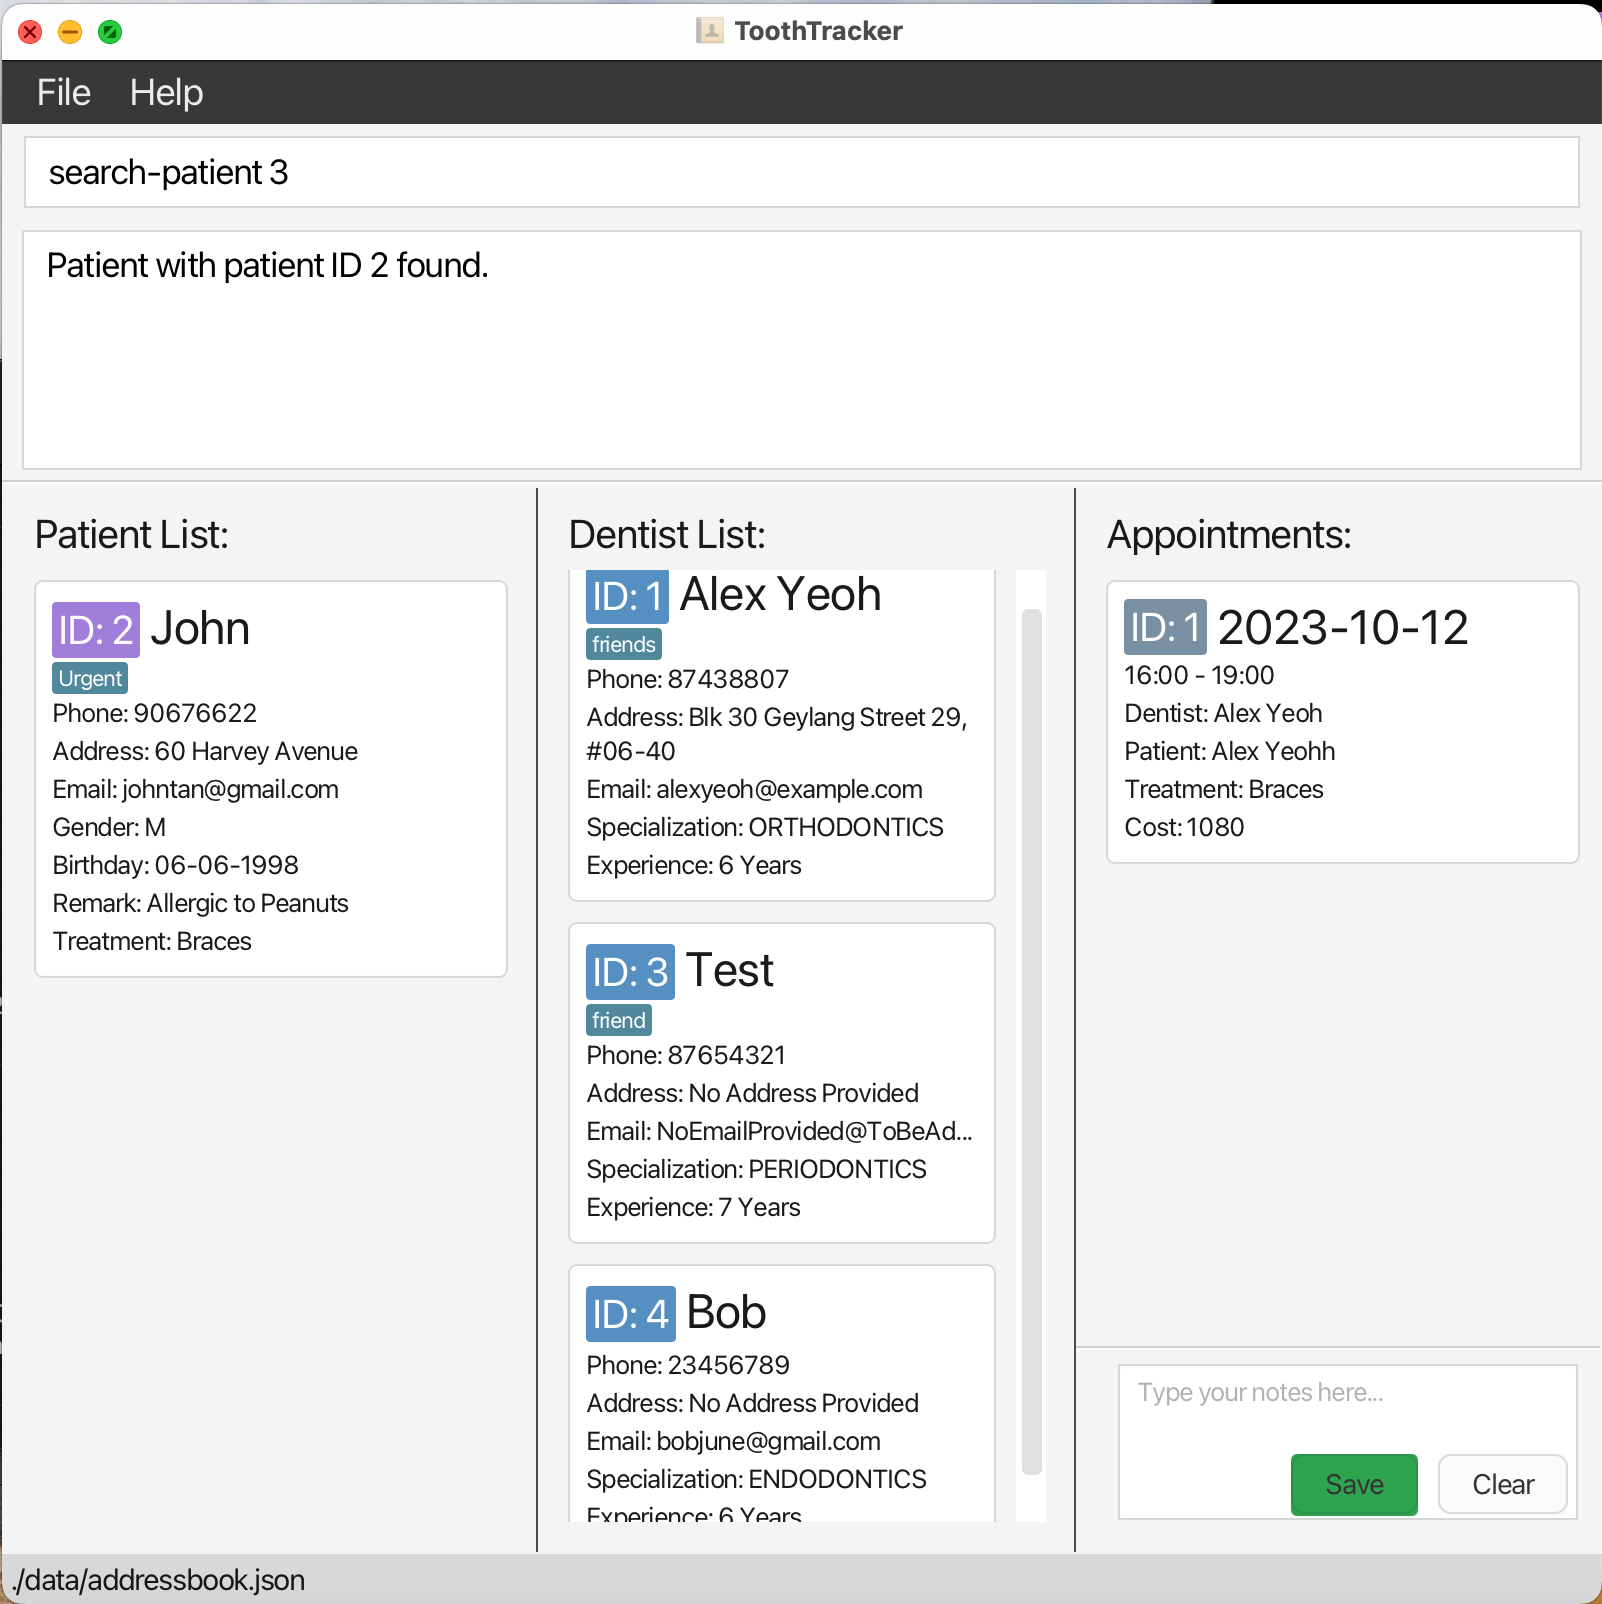 ToothTracker
File Help
search-patient 3
Patient with patient ID 2 found.
Patient List:
ID: 2 John
Urgent
Phone: 90676622
Address: 60 Harvey Avenue
Email: johntan@gmail.com
Gender: M
Birthday: 06-06-1998
Remark: Allergic to Peanuts
Treatment: Braces
Dentist List:
ID: 1 Alex Yeoh
friends
Phone: 87438807
Address: Blk 30 Geylang Street 29,
#06-40
Email: alexyeoh@example.com
Specialization: ORTHODONTICS
Experience: 6 Years
ID: 3 Test
friend
Phone: 87654321
Address: No Address Provided
Email: NoEmailProvided@ToBeAd...
Specialization: PERIODONTICS
Experience: 7 Years
ID: 4 Bob
Phone: 23456789
Address: No Address Provided
Email: bobjune@gmail.com
Specialization: ENDODONTICS
Experience: 6 Years
Appointments:
ID: 1 2023-10-12
16:00 - 19:00
Dentist: Alex Yeoh
Patient: Alex Yeohh
Treatment: Braces
Cost: 1080
Type your notes here...
Save Clear
./data/addressbook.json